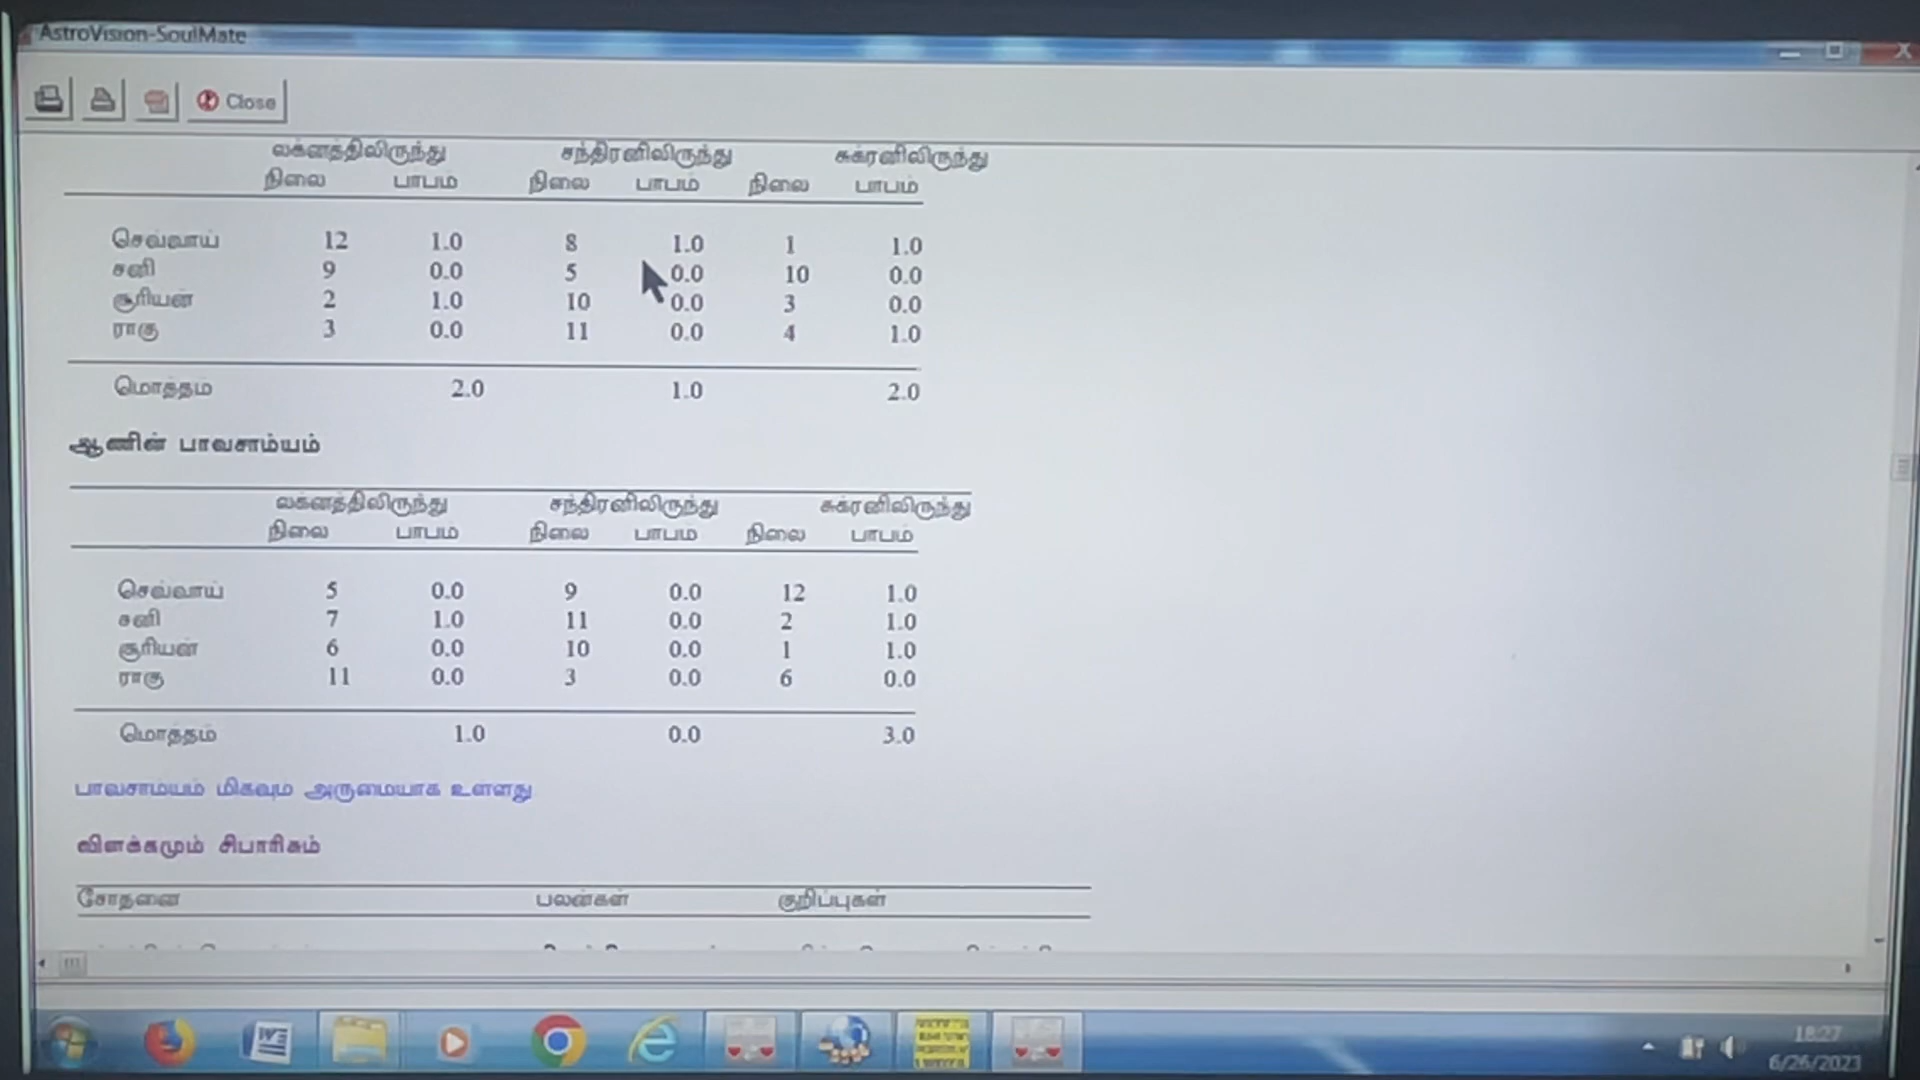 AstroVision-SoulMate
Close
லக்னத்திலிருந்து சந்திரனிலிருந்து சுக்ரனிலிருந்து
நிலை பாபம் நிலை பாபம் நிலை பாபம்
செவ்வாய் 12 1.0 8 1.0 1 1.0
சனி 9 0.0 5 0.0 10 0.0
சூரியன் 2 1.0 10 0.0 3 0.0
ராகு 3 0.0 11 0.0 4 1.0
மொத்தம் 2.0 1.0 2.0
ஆணின் பாவசாம்யம்
லக்னத்திலிருந்து சந்திரனிலிருந்து சுக்ரனிலிருந்து
நிலை பாபம் நிலை பாபம் நிலை பாபம்
செவ்வாய் 5 0.0 9 0.0 12 1.0
சனி 7 1.0 11 0.0 2 1.0
சூரியன் 6 0.0 10 0.0 1 1.0
ராகு 11 0.0 3 0.0 6 0.0
மொத்தம் 1.0 0.0 3.0
பாவசாம்யம் மிகவும் அருமையாக உள்ளது
விளக்கமும் சிபாரிசும்
சோதனை பலன்கள் குறிப்புகள்
18:27
6/26/2023